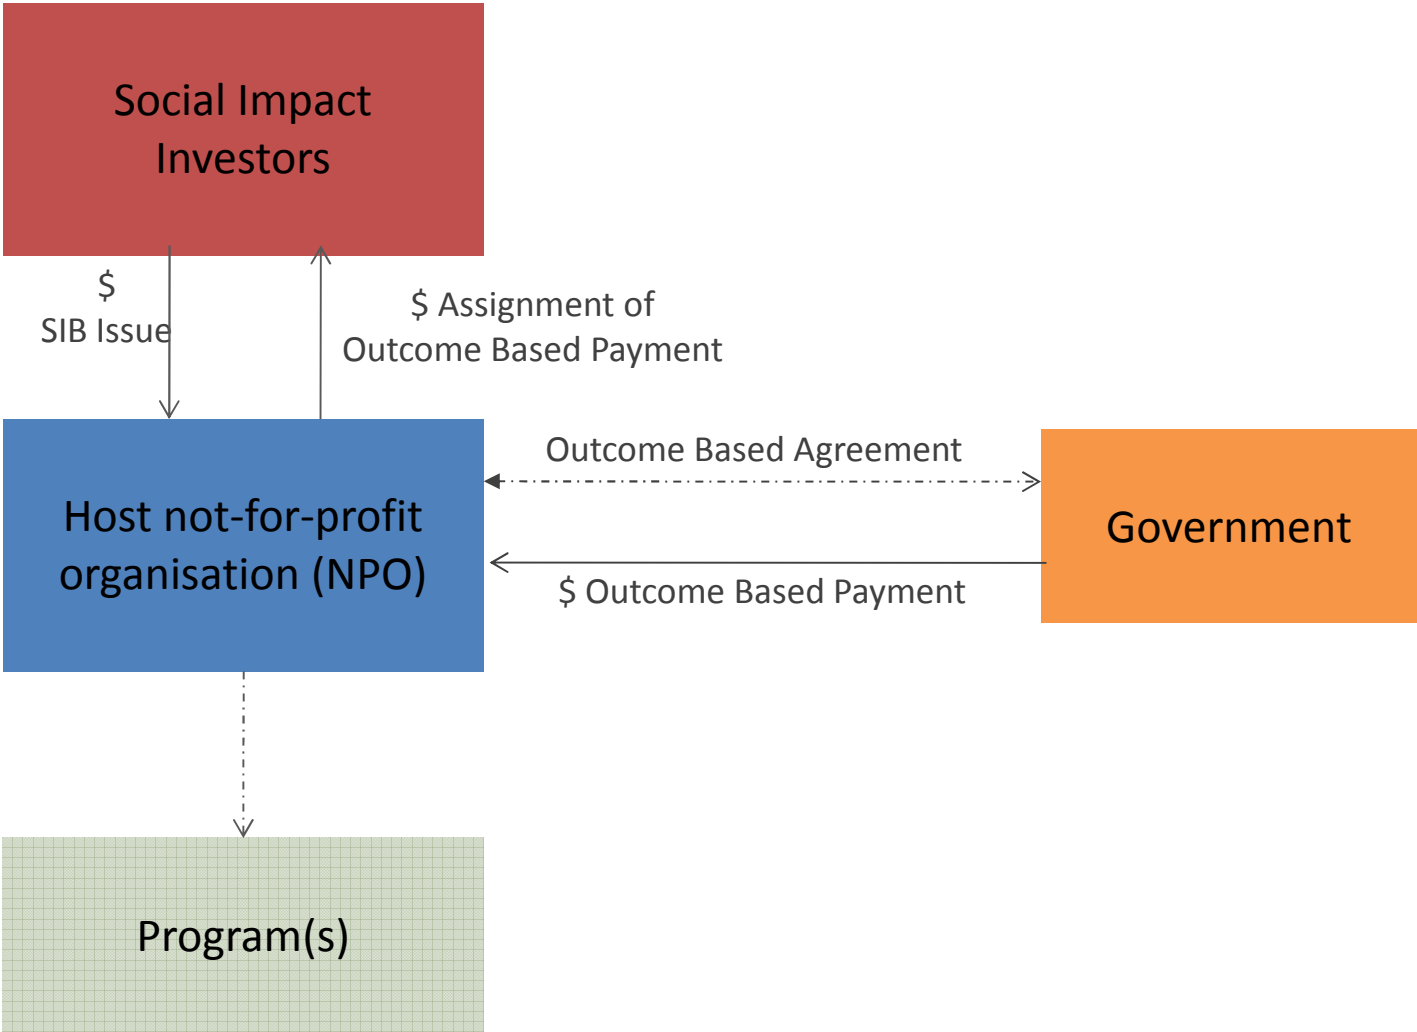 Social Impact
Investors
$
SIB Issue
$ Assignment of
Outcome Based Payment
Host not-for-profit
organisation (NPO)
Outcome Based Agreement
$ Outcome Based Payment
Government
Program(s)